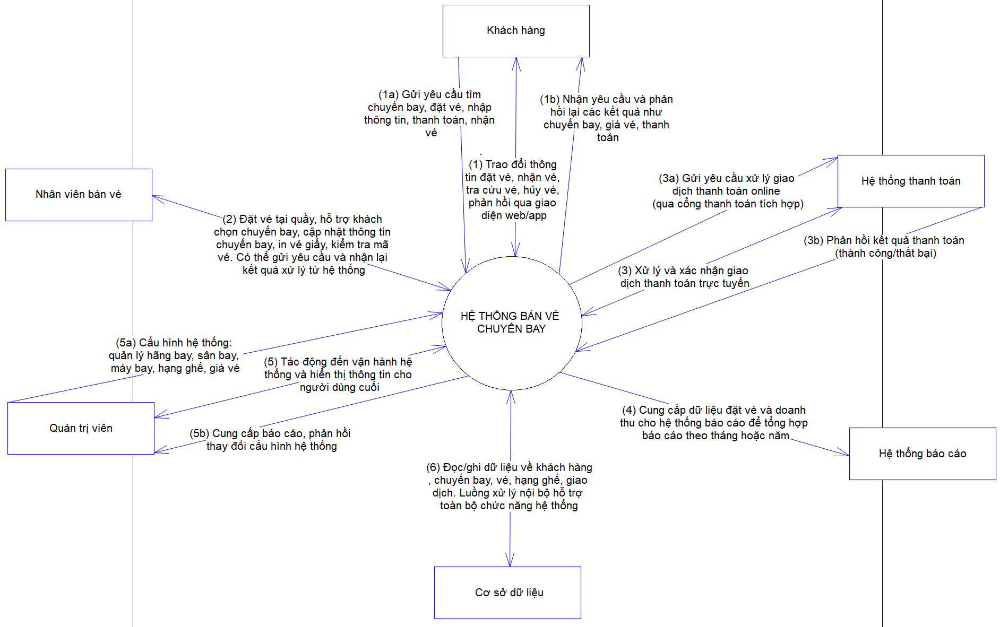 Khách hàng
(1a) Gửi yêu cầu tìm
chuyến bay, đặt vé, nhập
thông tin, thanh toán, nhận
vé
(1b) Nhận yêu cầu và phản
hồi lại các kết quả như
chuyến bay, giá vé, thanh
toán
(1) Trao đổi thông
tin đặt vé, nhận vé,
tra cứu vé, hủy vé,
phản hồi qua giao
diện web/app
Nhân viên bán vé
(2) Đặt vé tại quầy, hỗ trợ khách
chọn chuyến bay, cập nhật thông tin
chuyến bay, in vé giấy, kiểm tra mã
vé. Có thể gửi yêu cầu và nhận lại
kết quả xử lý từ hệ thống
(3a) Gửi yêu cầu xử lý giao
dịch thanh toán online
(qua cổng thanh toán tích hợp)
Hệ thống thanh toán
(3b) Phản hồi kết quả thanh toán
(thành công/thất bại)
(3) Xử lý và xác nhận giao
dịch thanh toán trực tuyến
HỆ THỐNG BÁN VÉ
CHUYẾN BAY
(5a) Cấu hình hệ thống:
quản lý hãng bay, sân bay,
máy bay, hạng ghế, giá vé
(5) Tác động đến vận hành hệ
thống và hiển thị thông tin cho
người dùng cuối
Quản trị viên
(5b) Cung cấp báo cáo, phản hồi
thay đổi cấu hình hệ thống
(4) Cung cấp dữ liệu đặt vé và doanh
thu cho hệ thống báo cáo để tổng hợp
báo cáo theo tháng hoặc năm
Hệ thống báo cáo
(6) Đọc/ghi dữ liệu về khách hàng
, chuyến bay, vé, hạng ghế, giao
dịch. Luồng xử lý nội bộ hỗ trợ
toàn bộ chức năng hệ thống
Cơ sở dữ liệu